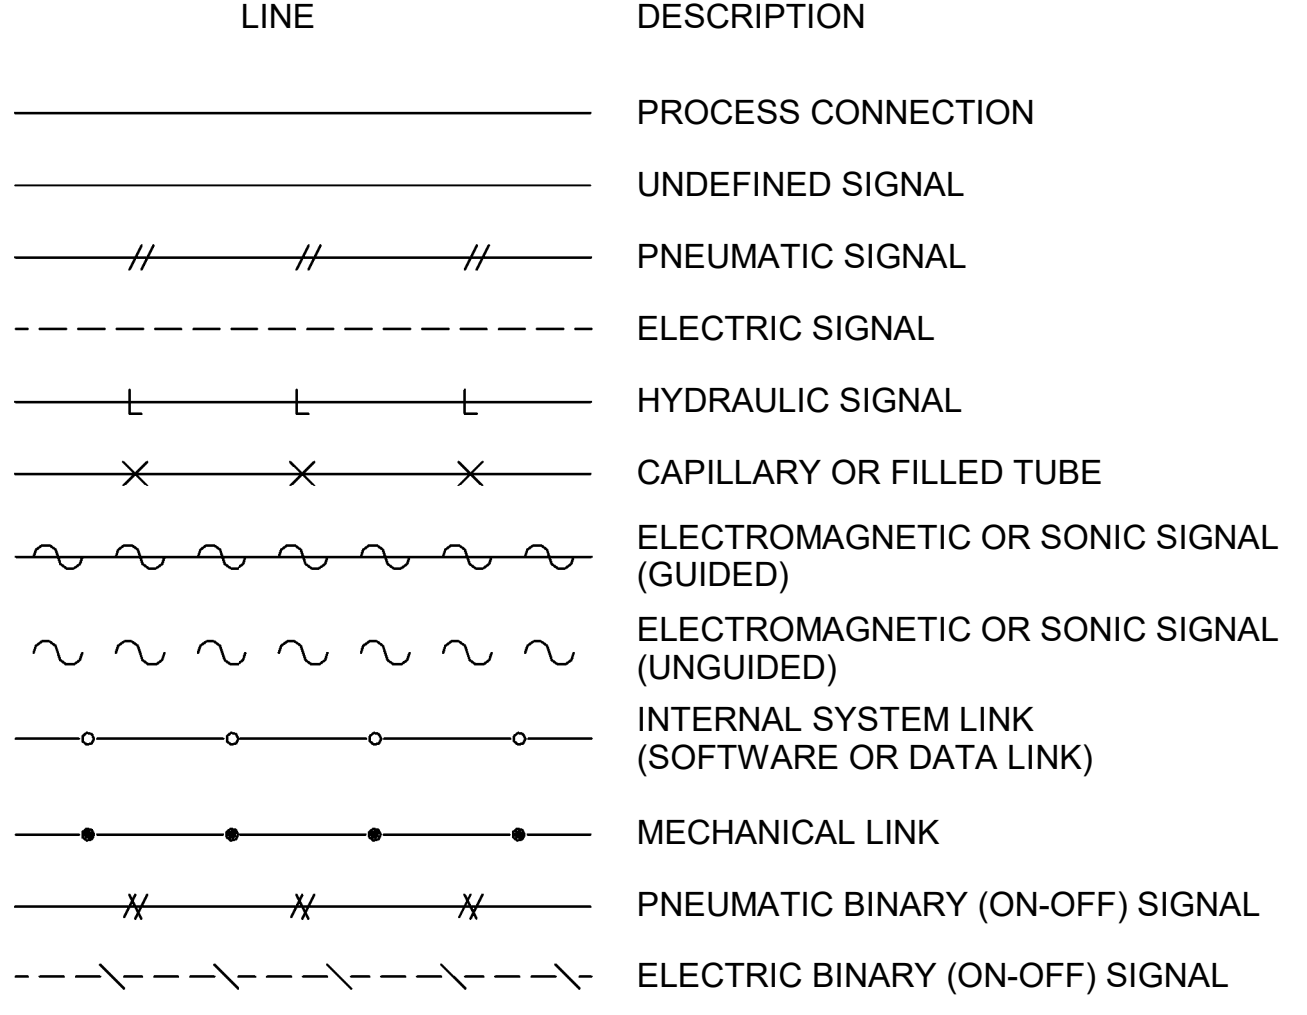 LINE DESCRIPTION
PROCESS CONNECTION
UNDEFINED SIGNAL
PNEUMATIC SIGNAL
ELECTRIC SIGNAL
L L L HYDRAULIC SIGNAL
CAPILLARY OR FILLED TUBE
ELECTROMAGNETIC OR SONIC SIGNAL
(GUIDED)
ELECTROMAGNETIC OR SONIC SIGNAL
(UNGUIDED)
INTERNAL SYSTEM LINK
(SOFTWARE OR DATA LINK)
MECHANICAL LINK
PNEUMATIC BINARY (ON-OFF) SIGNAL
ELECTRIC BINARY (ON-OFF) SIGNAL